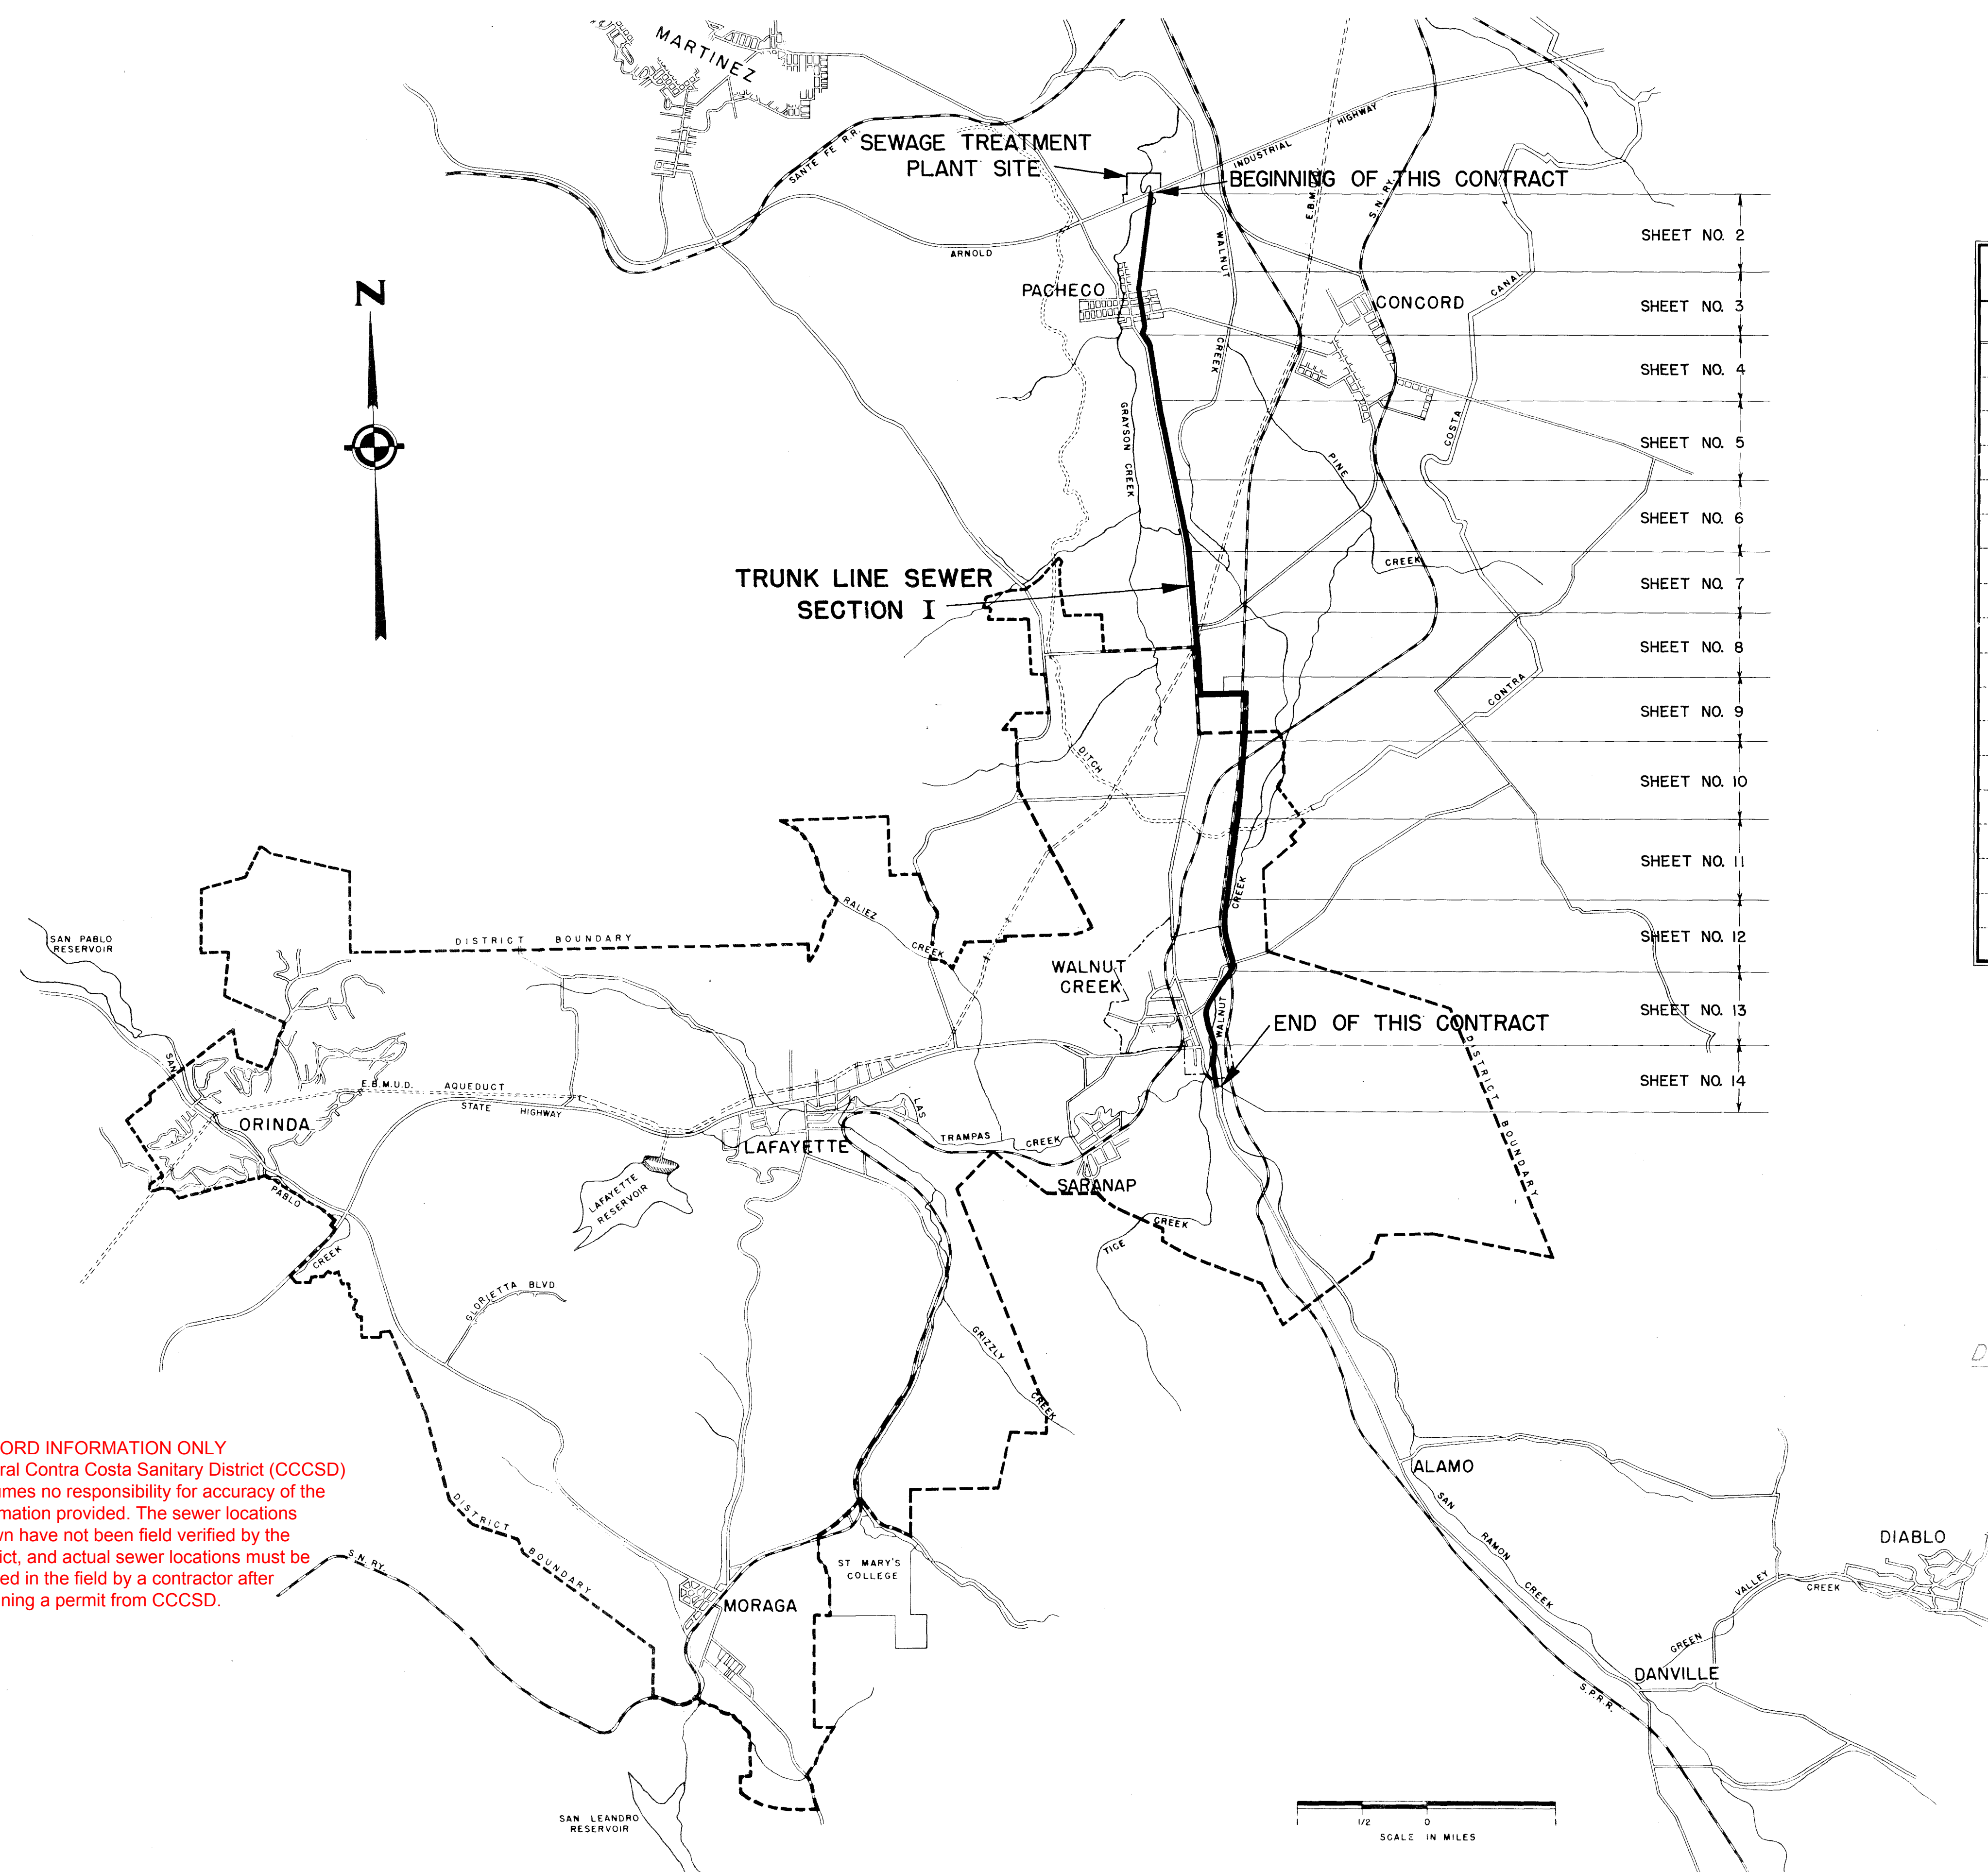 MARTINEZ
SANTE FE R.R.
SEWAGE TREATMENT
PLANT SITE
INDUSTRIAL
HIGHWAY
BEGINNING OF THIS CONTRACT
E.B.M.U.D.
S.N. RY.
ARNOLD
WALNUT
CREEK
SHEET NO. 2
N
PACHECO
CONCORD
CANAL
SHEET NO. 3
SHEET NO. 4
GRAYSON CREEK
COSTA
SHEET NO. 5
PINE
CREEK
SHEET NO. 6
TRUNK LINE SEWER
SECTION I
SHEET NO. 7
SHEET NO. 8
CONTRA
SHEET NO. 9
DITCH
SHEET NO. 10
SHEET NO. 11
CREEK
RALIEZ
CREEK
SAN PABLO
RESERVOIR
DISTRICT BOUNDARY
SHEET NO. 12
WALNUT
CREEK
WALNUT
SHEET NO. 13
END OF THIS CONTRACT
DISTRICT BOUNDARY
SHEET NO. 14
SAN
E.B.M.U.D. AQUEDUCT
STATE HIGHWAY
ORINDA
LAFAYETTE
LAS
TRAMPAS CREEK
SARANAP
PABLO
CREEK
LAFAYETTE
RESERVOIR
TICE
CREEK
GLORIETTA BLVD.
GRIZZLY
CREEK
D
ORD INFORMATION ONLY
ral Contra Costa Sanitary District (CCCSD)
umes no responsibility for accuracy of the
rmation provided. The sewer locations
wn have not been field verified by the
ict, and actual sewer locations must be
ed in the field by a contractor after
ning a permit from CCCSD.
DISTRICT BOUNDARY
S.N. RY.
ALAMO
SAN
RAMON
CREEK
DIABLO
ST MARY'S
COLLEGE
VALLEY
CREEK
GREEN
MORAGA
DANVILLE
S.P.R.R.
SAN LEANDRO
RESERVOIR
1 1/2 0 1
SCALE IN MILES